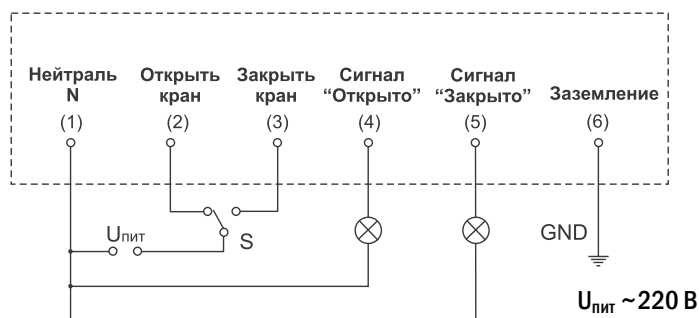 Нейтраль
N
(1)
Открыть
кран
(2)
Закрыть
кран
(3)
Сигнал
“Открыто”
(4)
Сигнал
“Закрыто”
(5)
Заземление
(6)
Uпит
S
GND
Uпит ~220 В